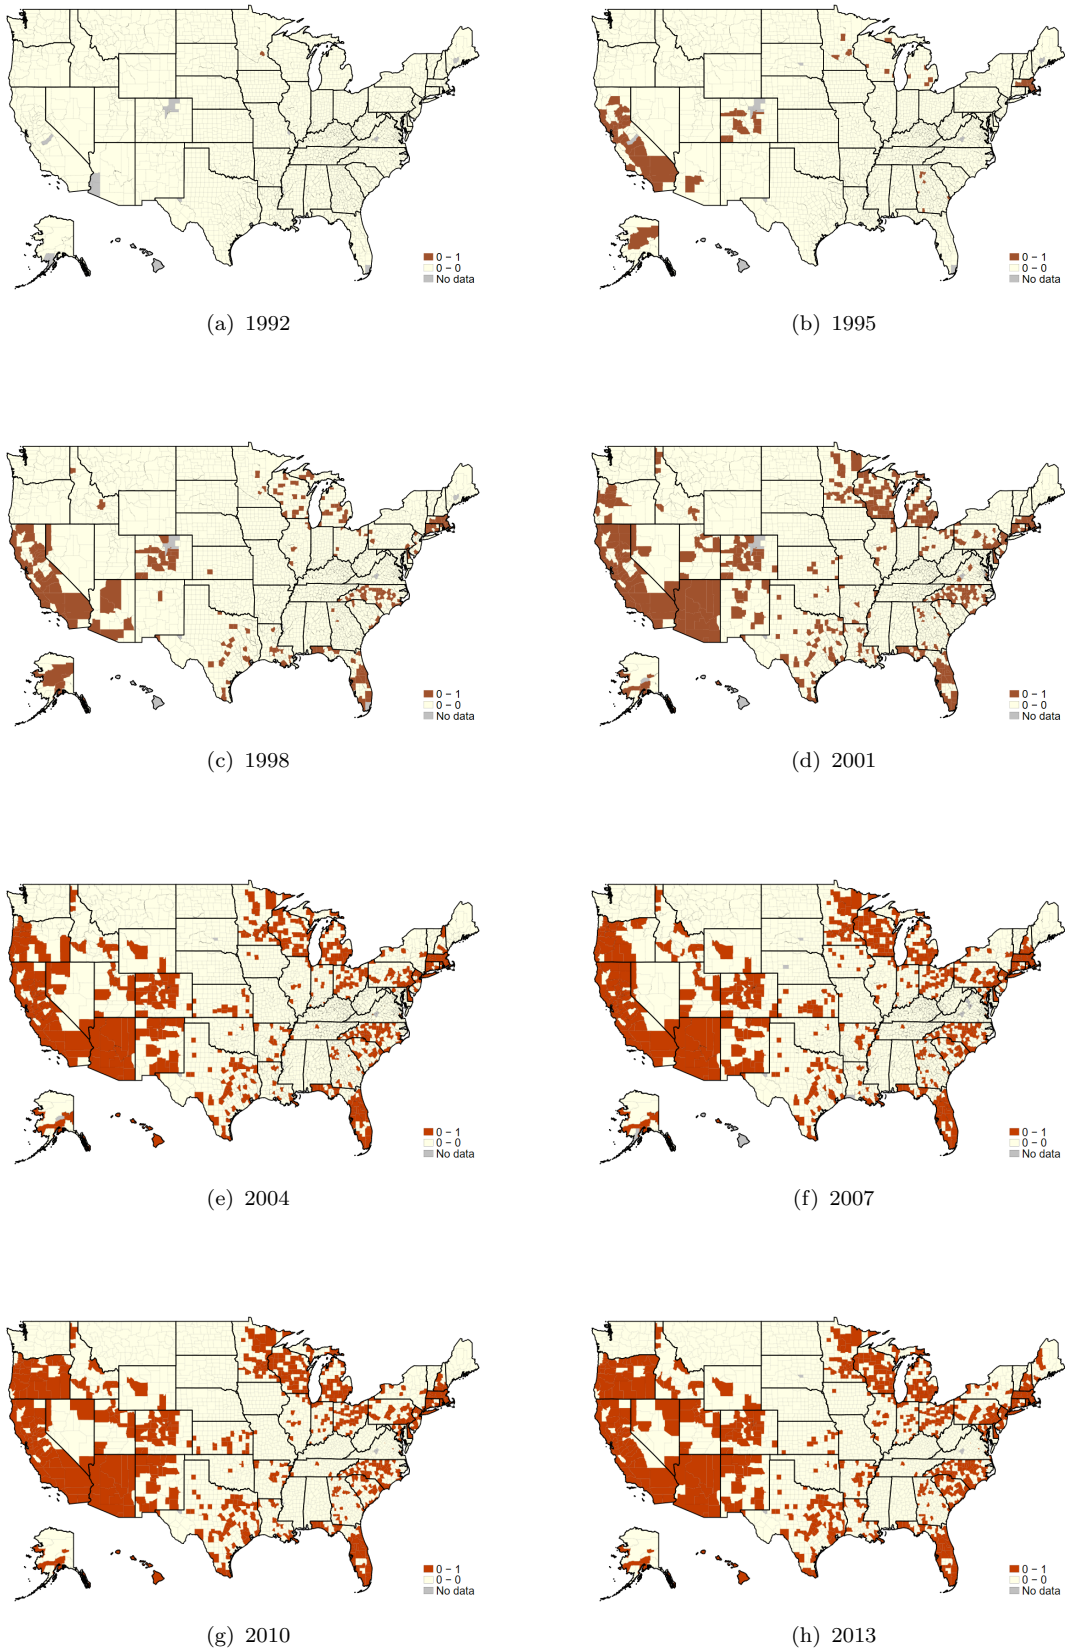 0 − 1
0 − 0
No data
(a) 1992
0 − 1
0 − 0
No data
(b) 1995
0 − 1
0 − 0
No data
(c) 1998
0 − 1
0 − 0
No data
(d) 2001
0 − 1
0 − 0
No data
(e) 2004
0 − 1
0 − 0
No data
(f) 2007
0 − 1
0 − 0
No data
(g) 2010
0 − 1
0 − 0
No data
(h) 2013